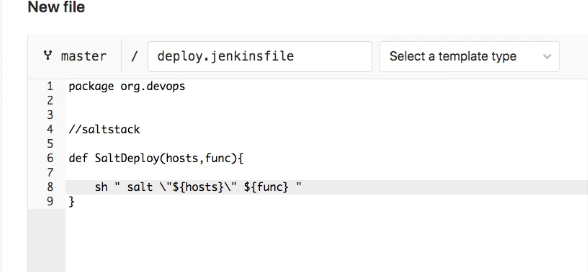 New file
master / deploy.jenkinsfile Select a template type
1 package org.devops
2
3
4 //saltstack
5
6 def SaltDeploy(hosts,func){
7
8     sh " salt \"${hosts}\" ${func} "
9 }